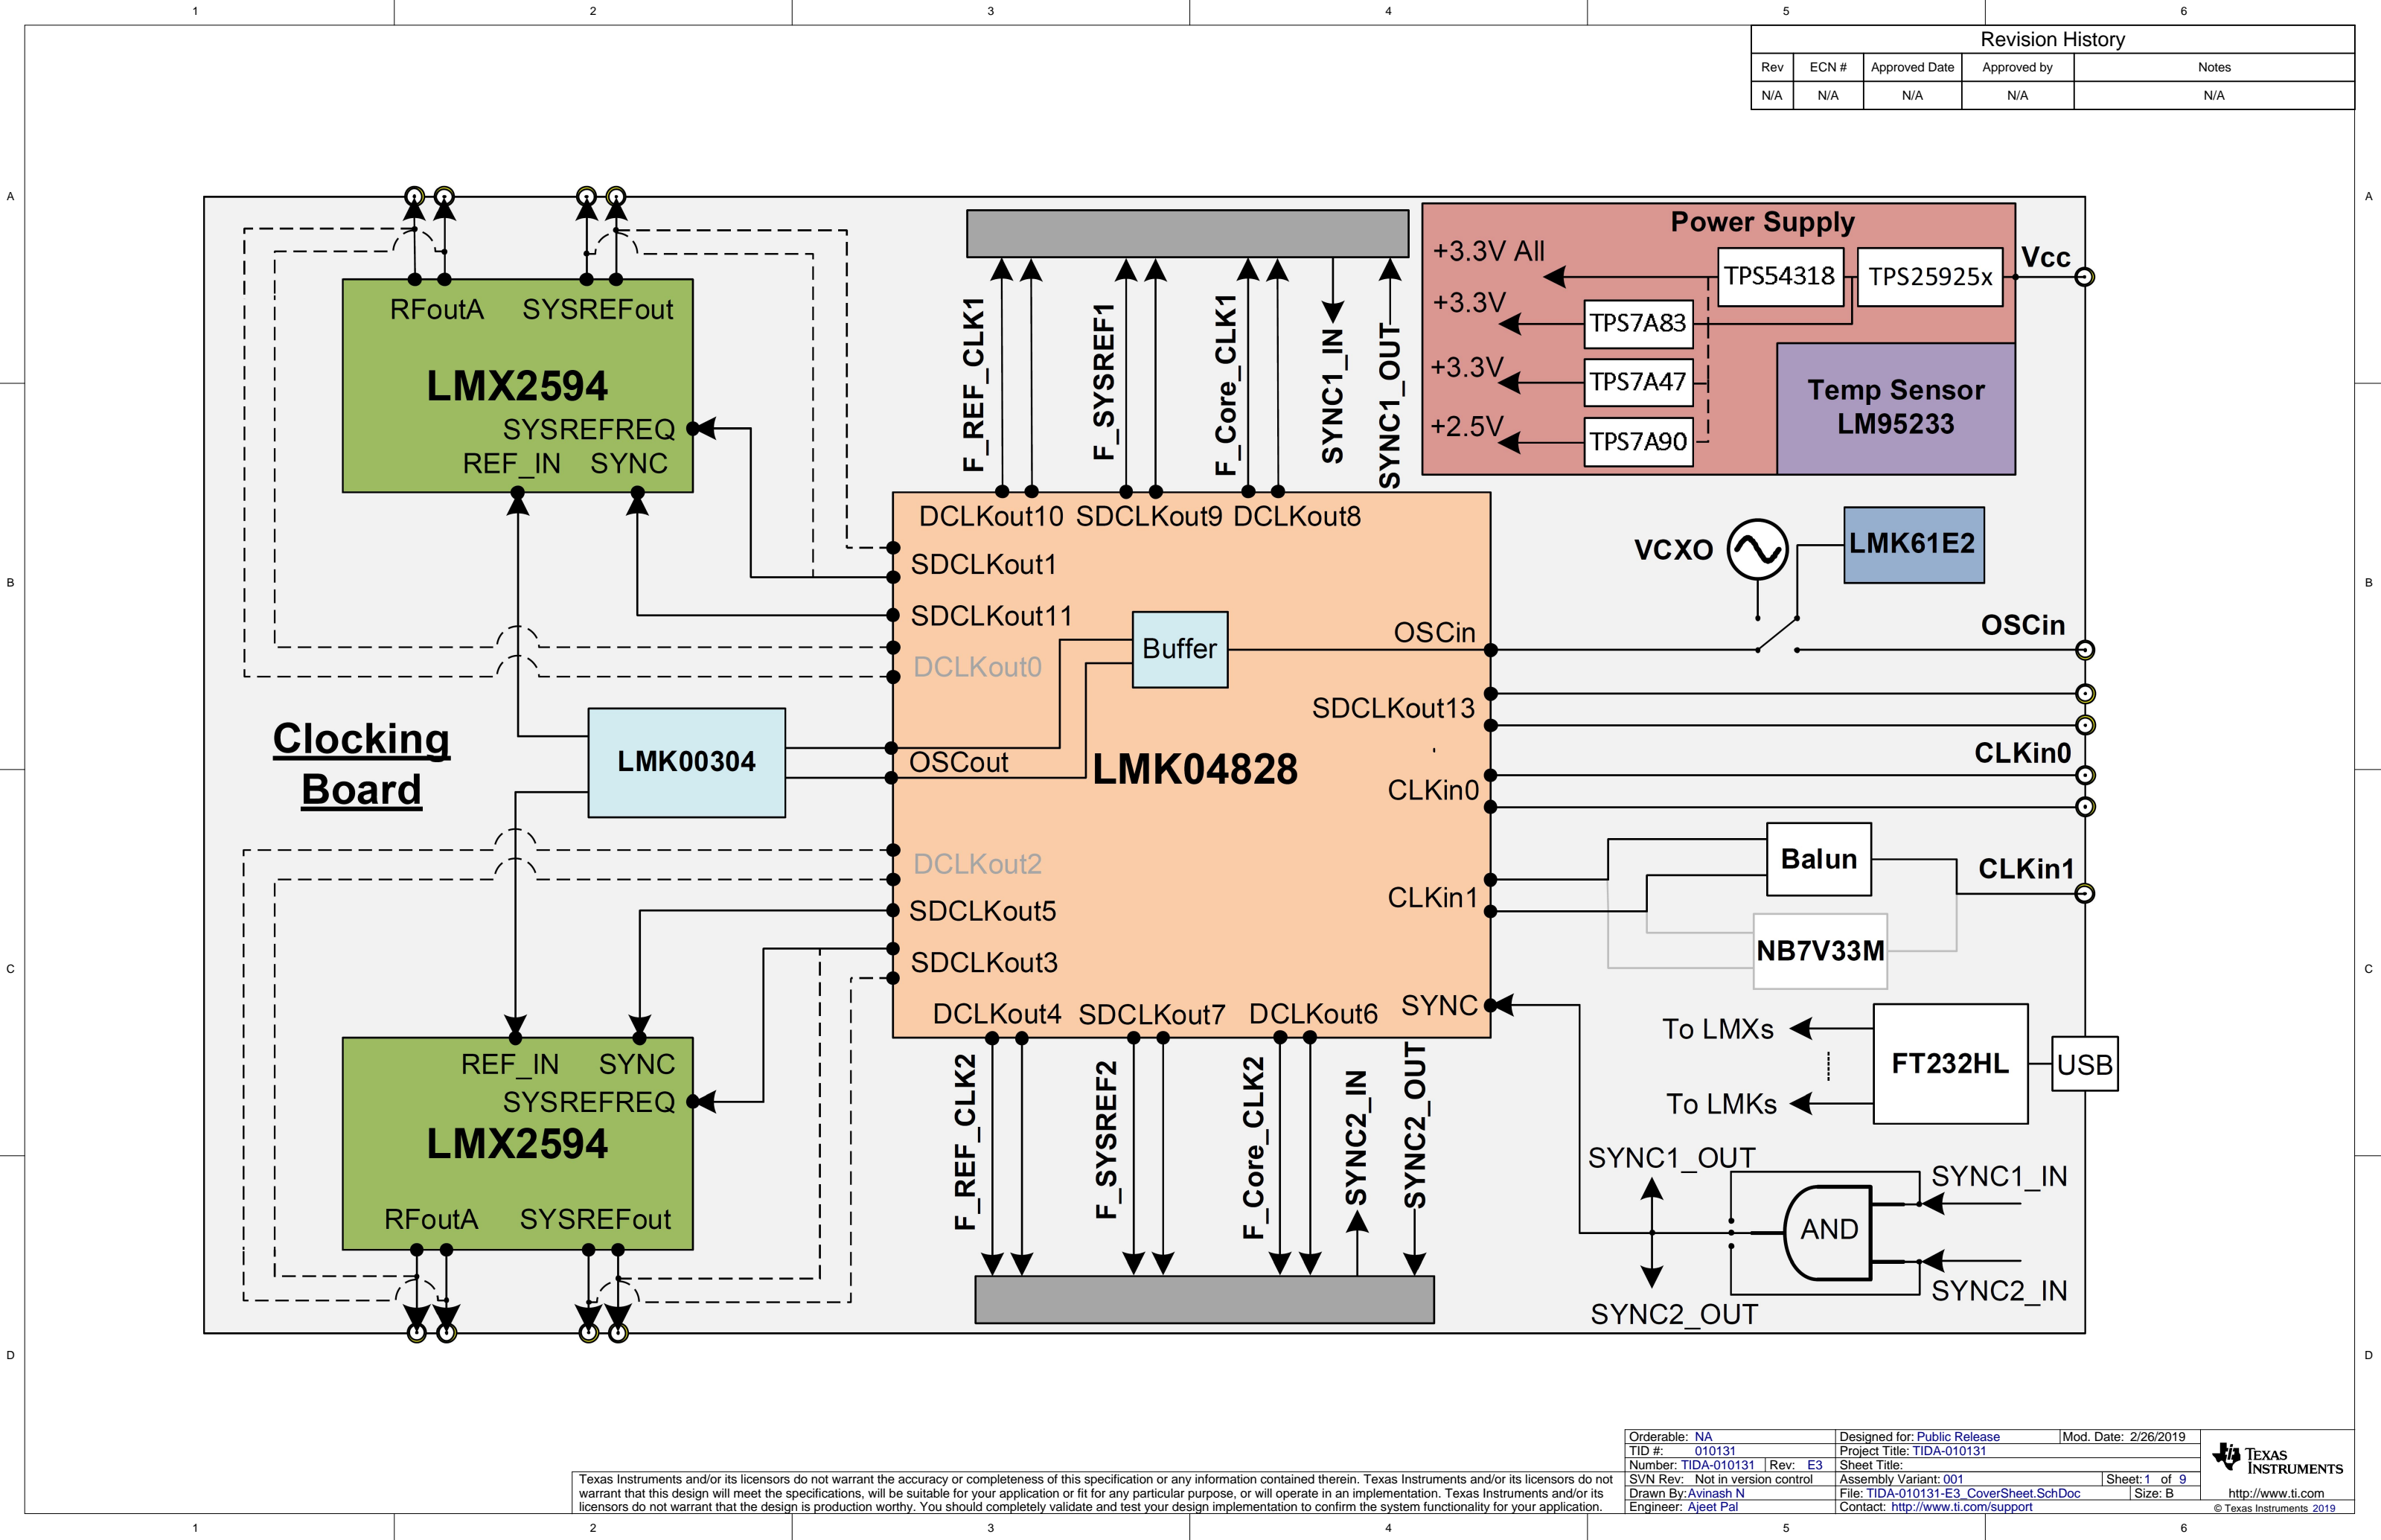 1 2 3 4 5 6
Revision History
Rev ECN # Approved Date Approved by Notes
N/A N/A N/A N/A N/A
A A
Power Supply
+3.3V All TPS54318 TPS25925x Vcc
+3.3V TPS7A83
+3.3V TPS7A47
+2.5V TPS7A90
Temp Sensor
LM95233
RFoutA SYSREFout
LMX2594
SYSREFREQ
REF_IN SYNC
F_REF_CLK1
F_SYSREF1
F_Core_CLK1
SYNC1_IN
SYNC1_OUT
DCLKout10 SDCLKout9 DCLKout8
VCXO LMK61E2
B B
SDCLKout1
SDCLKout11
Buffer
OSCin OSCin
DCLKout0
SDCLKout13
Clocking
Board
LMK00304
OSCout
LMK04828
CLKin0
CLKin0
DCLKout2
Balun
CLKin1
CLKin1
SDCLKout5
NB7V33M
C C
SDCLKout3
SYNC
DCLKout4 SDCLKout7 DCLKout6
To LMXs
FT232HL USB
To LMKs
REF_IN SYNC
SYSREFREQ
LMX2594
RFoutA SYSREFout
F_REF_CLK2
F_SYSREF2
F_Core_CLK2
SYNC2_IN
SYNC2_OUT
SYNC1_OUT
SYNC1_IN
AND
SYNC2_IN
SYNC2_OUT
D D
Texas Instruments and/or its licensors do not warrant the accuracy or completeness of this specification or any information contained therein. Texas Instruments and/or its licensors do not
warrant that this design will meet the specifications, will be suitable for your application or fit for any particular purpose, or will operate in an implementation. Texas Instruments and/or its
licensors do not warrant that the design is production worthy. You should completely validate and test your design implementation to confirm the system functionality for your application.
Orderable: NA Designed for: Public Release Mod. Date: 2/26/2019
TID #: 010131 Project Title: TIDA-010131
Number: TIDA-010131 Rev: E3 Sheet Title:
SVN Rev: Not in version control Assembly Variant: 001 Sheet: 1 of 9
Drawn By: Avinash N File: TIDA-010131-E3_CoverSheet.SchDoc Size: B
Engineer: Ajeet Pal Contact: http://www.ti.com/support
TEXAS
INSTRUMENTS
http://www.ti.com
© Texas Instruments 2019
1 2 3 4 5 6